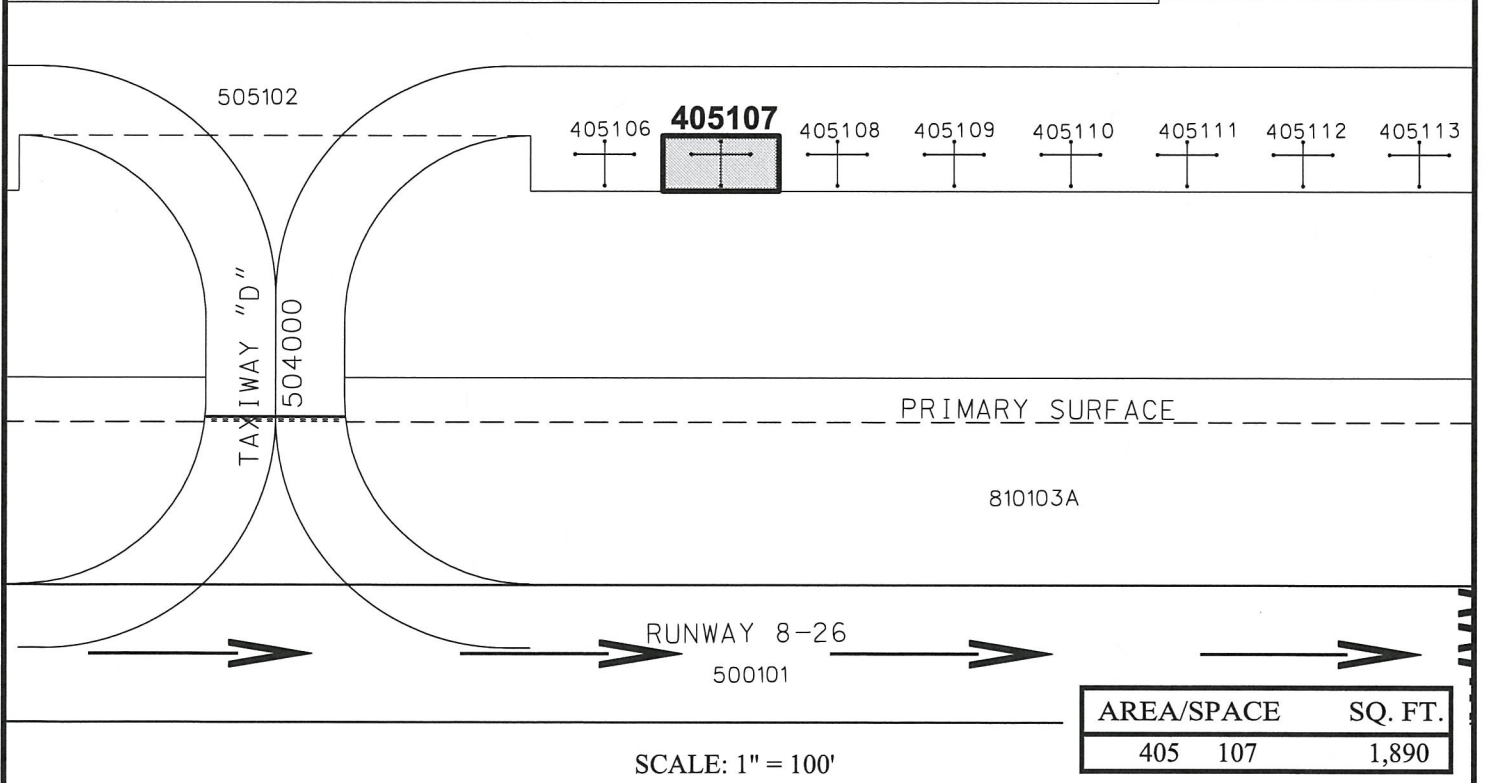 505102
405106 405107 405108 405109 405110 405111 405112 405113
TAXIWAY "D"
504000
PRIMARY SURFACE
810103A
RUNWAY 8-26
500101
AREA/SPACE SQ. FT.
405 107 1,890
SCALE: 1" = 100'